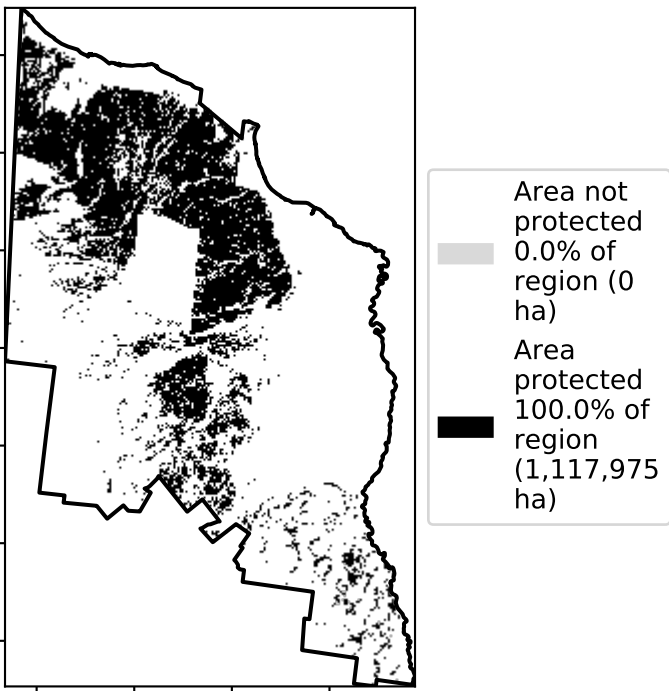 Area not
protected
0.0% of
region (0
ha)
Area
protected
100.0% of
region
(1,117,975
ha)